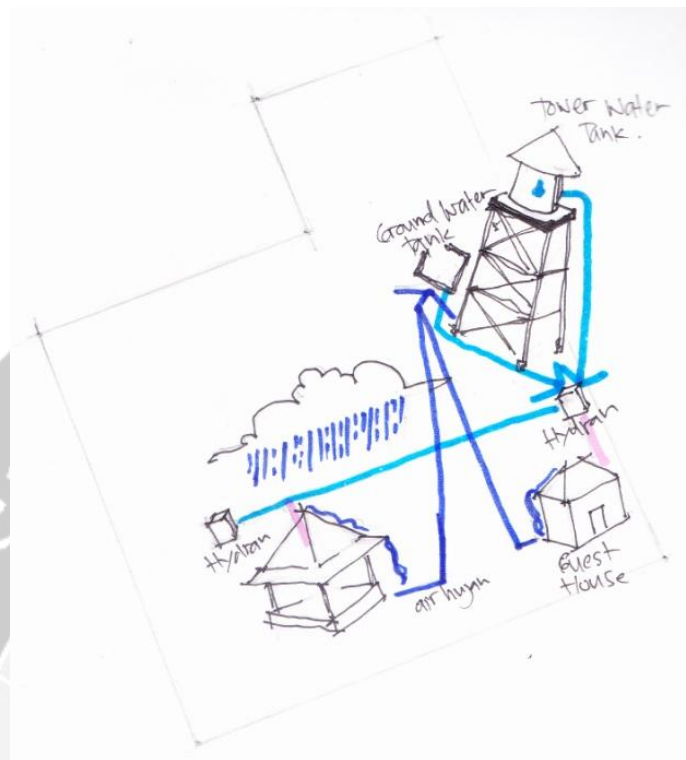 Tower Water
Tank.
Ground Water
tank
Hydran
Hydran
air hujan
Guest
House